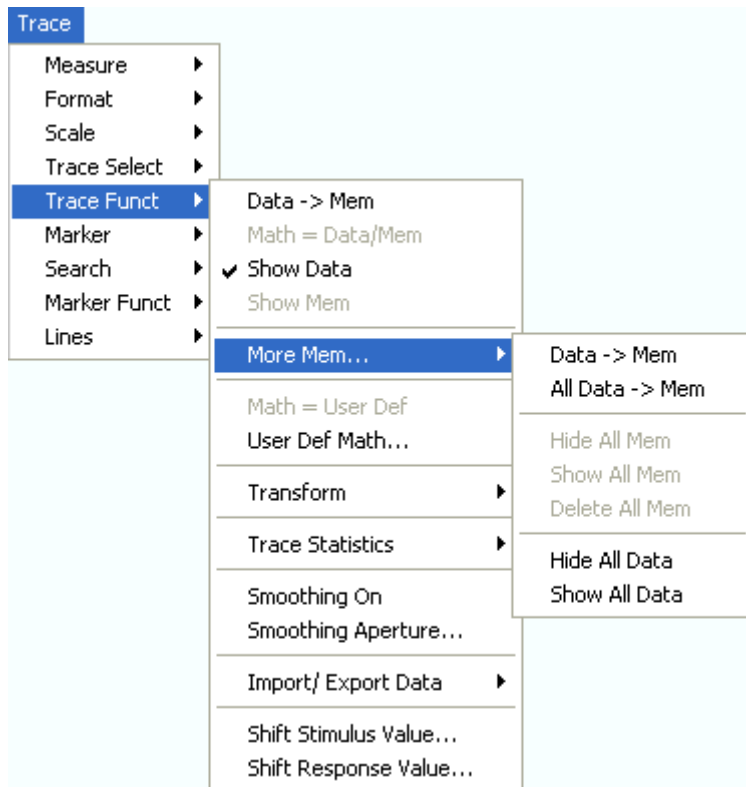 Trace
Measure
Format
Scale
Trace Select
Trace Funct
Marker
Search
Marker Funct
Lines
Data -> Mem
Math = Data/Mem
Show Data
Show Mem
More Mem...
Math = User Def
User Def Math...
Transform
Trace Statistics
Smoothing On
Smoothing Aperture...
Import/ Export Data
Shift Stimulus Value...
Shift Response Value...
Data -> Mem
All Data -> Mem
Hide All Mem
Show All Mem
Delete All Mem
Hide All Data
Show All Data